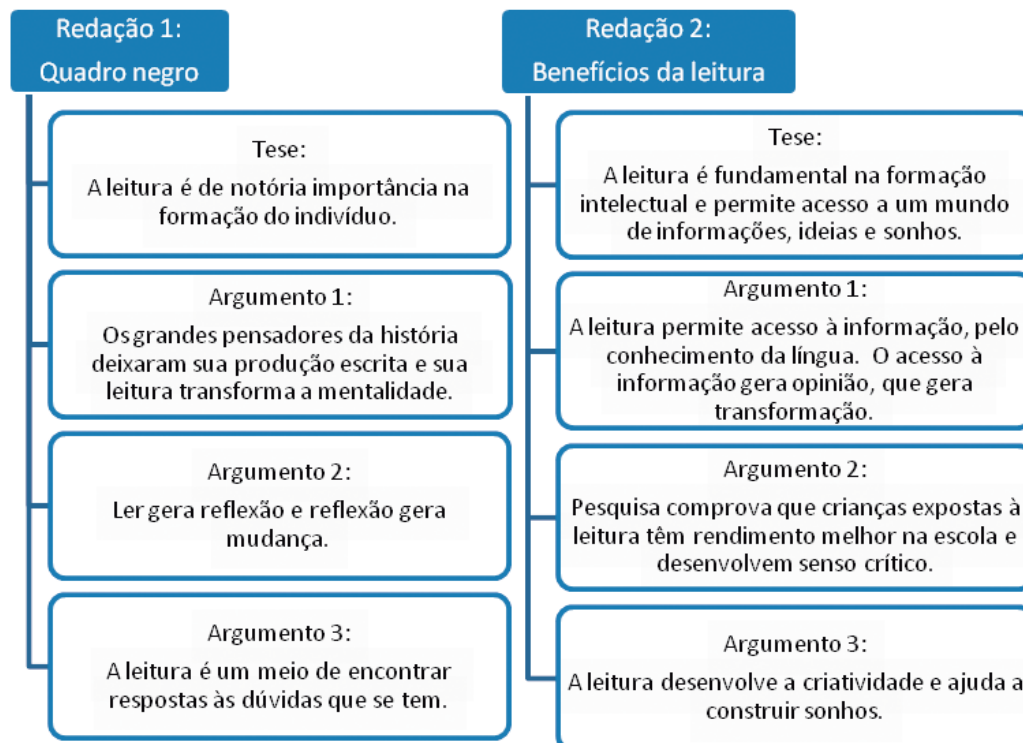 Redação 1:
Quadro negro
Tese:
A leitura é de notória importância na
formação do indivíduo.
Argumento 1:
Os grandes pensadores da história
deixaram sua produção escrita e sua
leitura transforma a mentalidade.
Argumento 2:
Ler gera reflexão e reflexão gera
mudança.
Argumento 3:
A leitura é um meio de encontrar
respostas às dúvidas que se tem.
Redação 2:
Benefícios da leitura
Tese:
A leitura é fundamental na formação
intelectual e permite acesso a um mundo
de informações, ideias e sonhos.
Argumento 1:
A leitura permite acesso à informação, pelo
conhecimento da língua. O acesso à
informação gera opinião, que gera
transformação.
Argumento 2:
Pesquisa comprova que crianças expostas à
leitura têm rendimento melhor na escola e
desenvolvem senso crítico.
Argumento 3:
A leitura desenvolve a criatividade e ajuda a
construir sonhos.